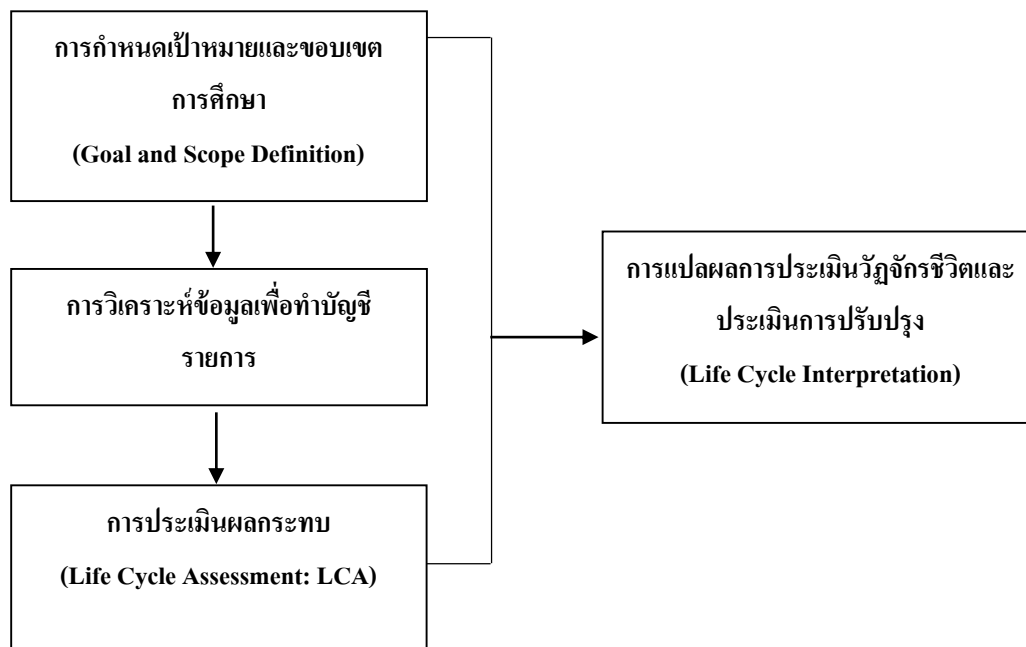 การกำหนดเป้าหมายและขอบเขต
การศึกษา
(Goal and Scope Definition)
การวิเคราะห์ข้อมูลเพื่อทำบัญชี
รายการ
การประเมินผลกระทบ
(Life Cycle Assessment: LCA)
การแปลผลการประเมินวัฏจักรชีวิตและ
ประเมินการปรับปรุง
(Life Cycle Interpretation)